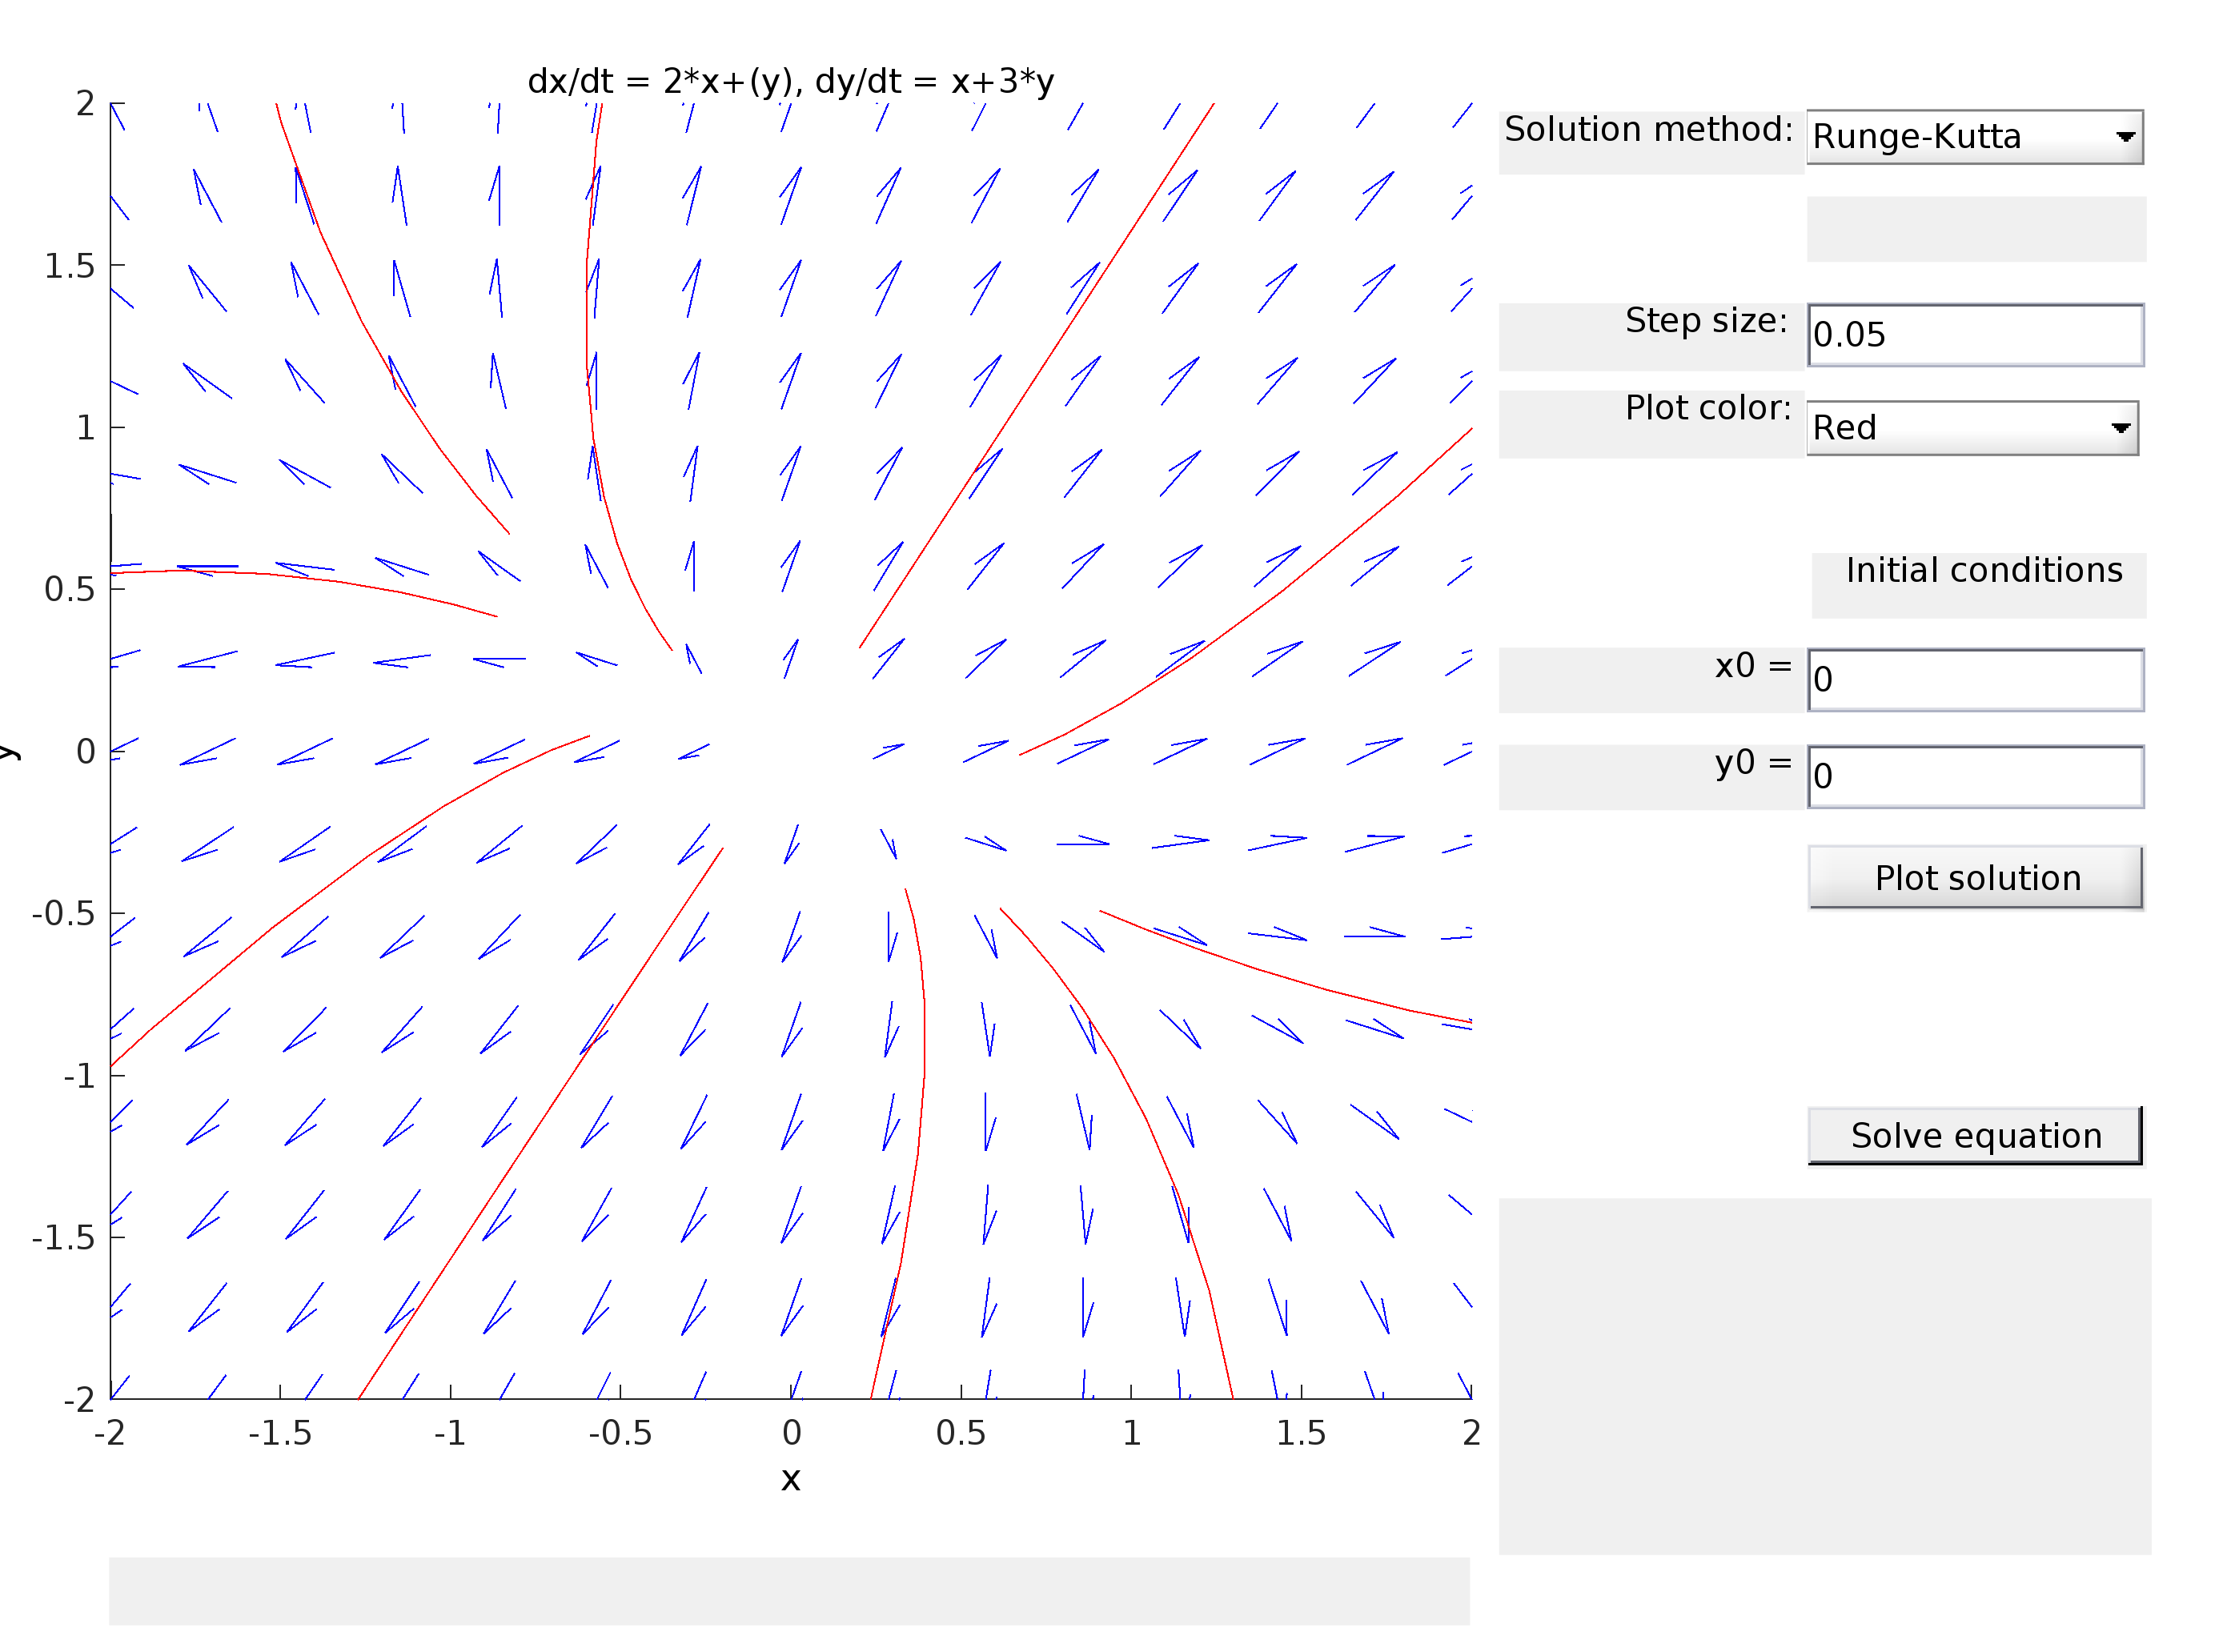 dx/dt = 2*x+(y), dy/dt = x+3*y
2
1.5
1
0.5
0
-0.5
-1
-1.5
-2
y
-2 -1.5 -1 -0.5 0 0.5 1 1.5 2
x
Solution method: Runge-Kutta
Step size: 0.05
Plot color: Red
Initial conditions
x0 = 0
y0 = 0
Plot solution
Solve equation